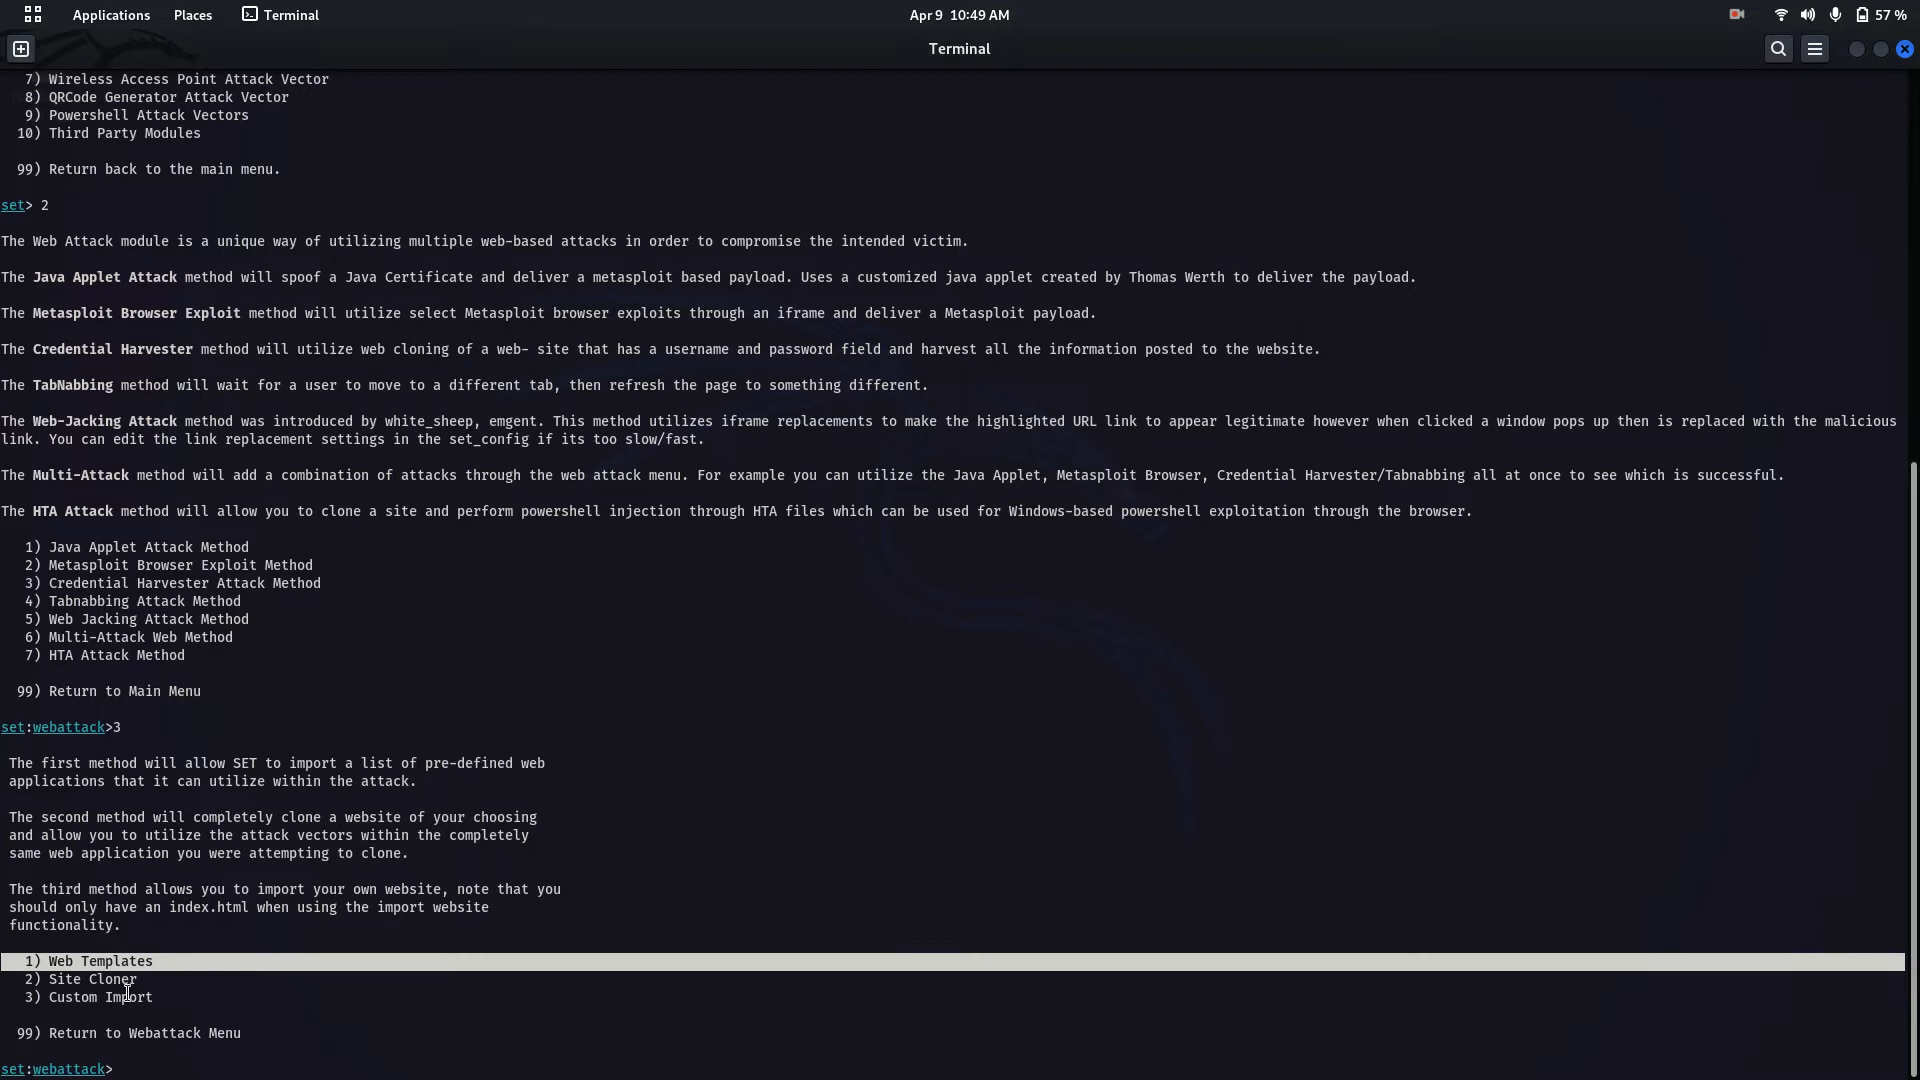 Applications Places Terminal Apr 9 10:49 AM 57 %
Terminal
7) Wireless Access Point Attack Vector
8) QRCode Generator Attack Vector
9) Powershell Attack Vectors
10) Third Party Modules
99) Return back to the main menu.
set> 2
The Web Attack module is a unique way of utilizing multiple web-based attacks in order to compromise the intended victim.
The Java Applet Attack method will spoof a Java Certificate and deliver a metasploit based payload. Uses a customized java applet created by Thomas Werth to deliver the payload.
The Metasploit Browser Exploit method will utilize select Metasploit browser exploits through an iframe and deliver a Metasploit payload.
The Credential Harvester method will utilize web cloning of a web- site that has a username and password field and harvest all the information posted to the website.
The TabNabbing method will wait for a user to move to a different tab, then refresh the page to something different.
The Web-Jacking Attack method was introduced by white_sheep, emgent. This method utilizes iframe replacements to make the highlighted URL link to appear legitimate however when clicked a window pops up then is replaced with the malicious
link. You can edit the link replacement settings in the set_config if its too slow/fast.
The Multi-Attack method will add a combination of attacks through the web attack menu. For example you can utilize the Java Applet, Metasploit Browser, Credential Harvester/Tabnabbing all at once to see which is successful.
The HTA Attack method will allow you to clone a site and perform powershell injection through HTA files which can be used for Windows-based powershell exploitation through the browser.
1) Java Applet Attack Method
2) Metasploit Browser Exploit Method
3) Credential Harvester Attack Method
4) Tabnabbing Attack Method
5) Web Jacking Attack Method
6) Multi-Attack Web Method
7) HTA Attack Method
99) Return to Main Menu
set:webattack>3
The first method will allow SET to import a list of pre-defined web
applications that it can utilize within the attack.
The second method will completely clone a website of your choosing
and allow you to utilize the attack vectors within the completely
same web application you were attempting to clone.
The third method allows you to import your own website, note that you
should only have an index.html when using the import website
functionality.
1) Web Templates
2) Site Cloner
3) Custom Import
99) Return to Webattack Menu
set:webattack>